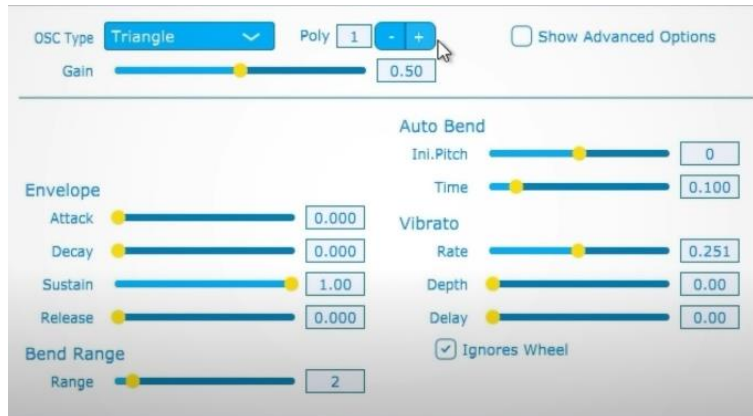 OSC Type Triangle Poly 1 - + Show Advanced Options
Gain 0.50
Auto Bend
Ini.Pitch 0
Time 0.100
Envelope
Attack 0.000
Decay 0.000
Sustain 1.00
Release 0.000
Vibrato
Rate 0.251
Depth 0.00
Delay 0.00
Ignores Wheel
Bend Range
Range 2